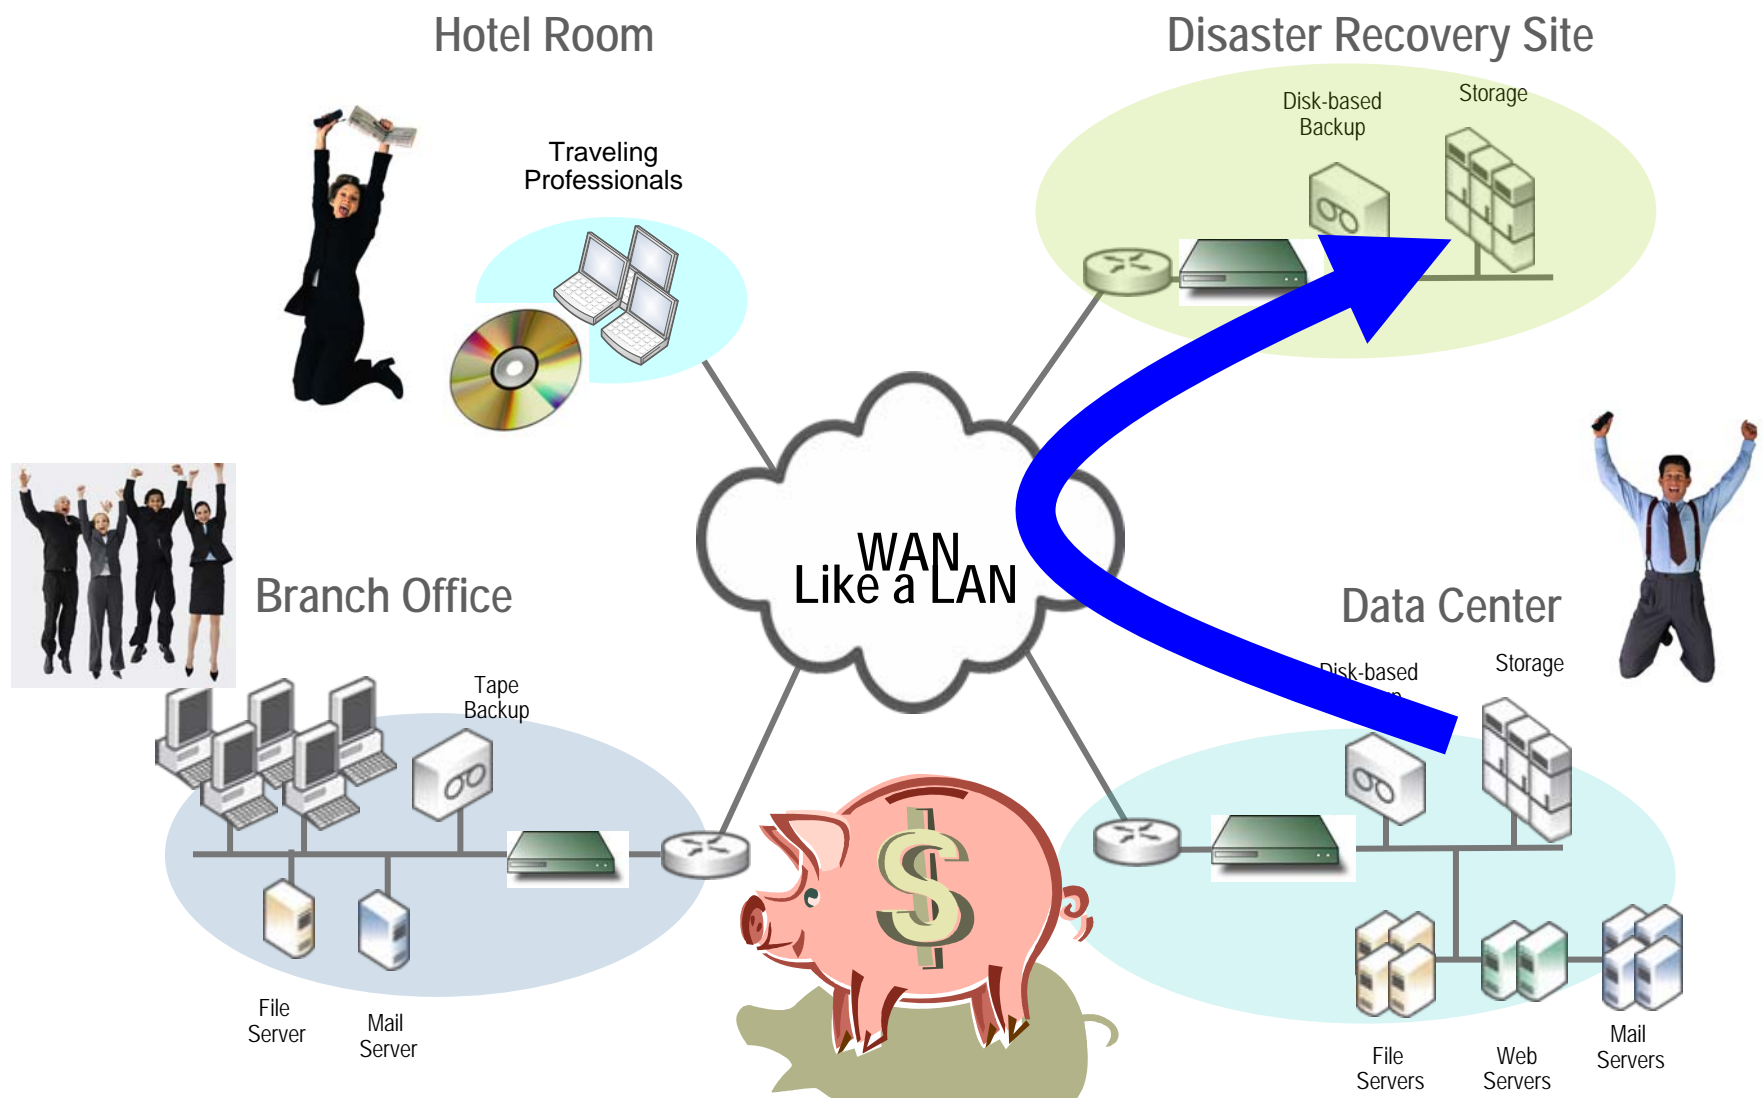 Hotel Room
Disaster Recovery Site
Traveling
Professionals
Disk-based
Backup
Storage
WAN
Like a LAN
Branch Office
Tape
Backup
File
Server
Mail
Server
Data Center
Disk-based
Storage
File
Servers
Web
Servers
Mail
Servers
$